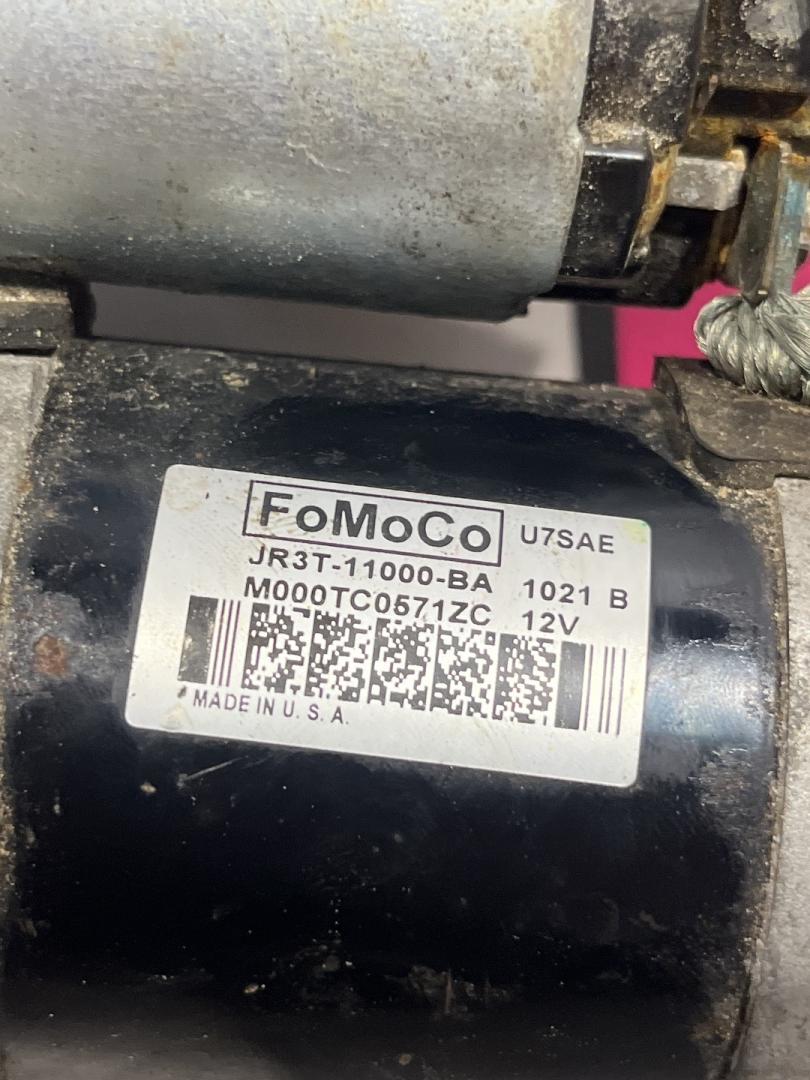 FoMoCo U7SAE
JR3T-11000-BA 1021 B
M000TC0571ZC 12V
MADE IN U. S. A.